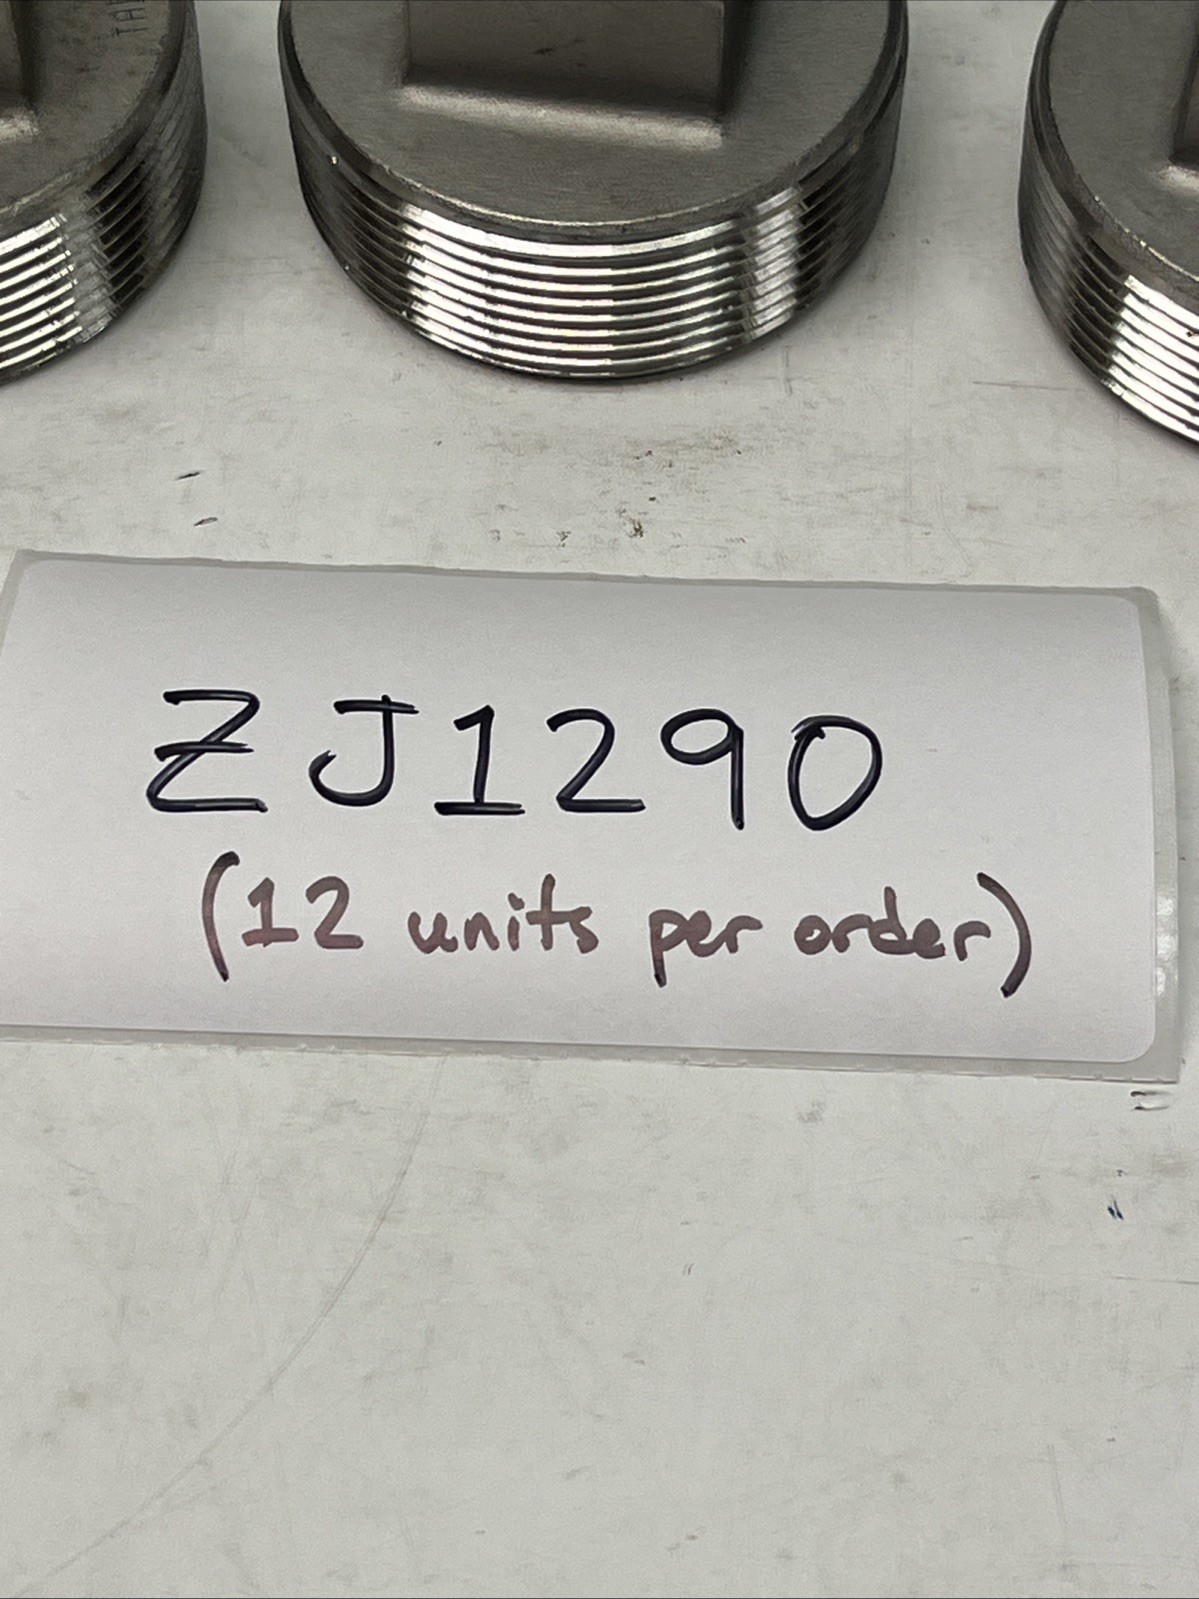 ZJ1290
(12 units per order)